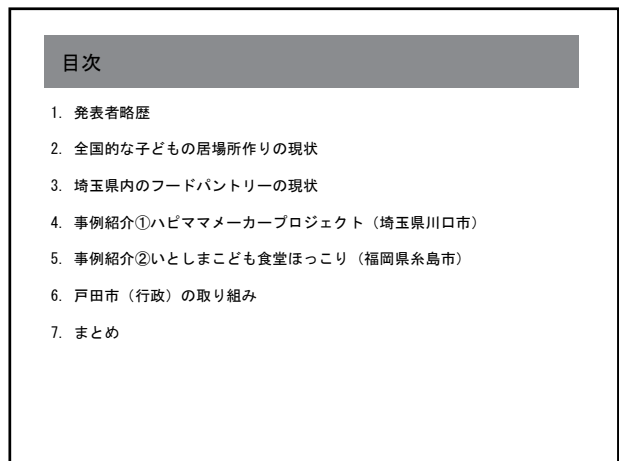 目次
1. 発表者略歴
2. 全国的な子どもの居場所作りの現状
3. 埼玉県内のフードパントリーの現状
4. 事例紹介①ハピママメーカープロジェクト（埼玉県川口市）
5. 事例紹介②いとしまこども食堂ほっこり（福岡県糸島市）
6. 戸田市（行政）の取り組み
7. まとめ